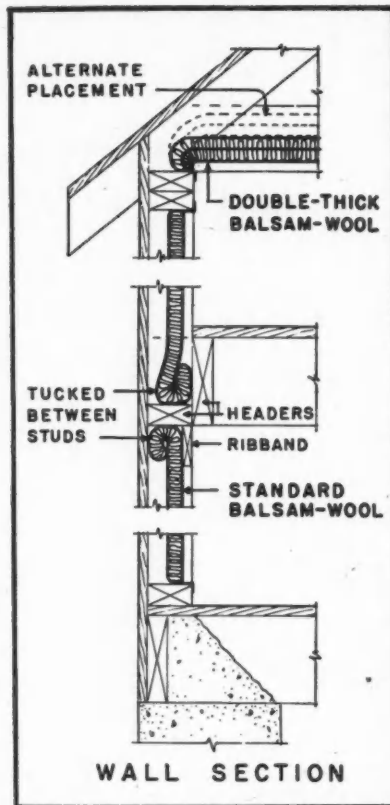 ALTERNATE
PLACEMENT
DOUBLE-THICK
BALSAM-WOOL
TUCKED
BETWEEN
STUDS
HEADERS
RIBBAND
STANDARD
BALSAM-WOOL
WALL SECTION